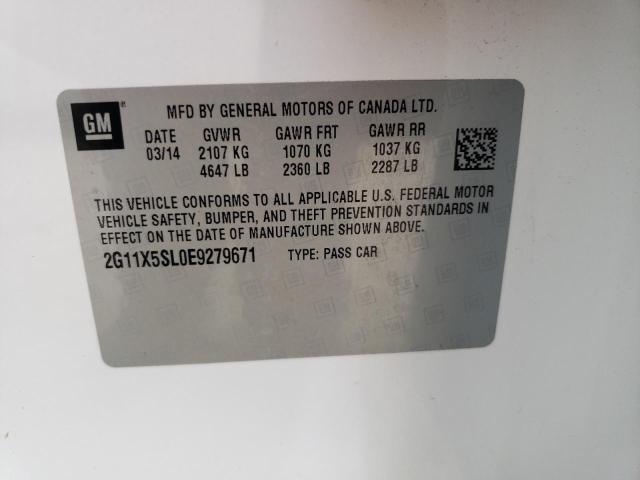 GM
MFD BY GENERAL MOTORS OF CANADA LTD.
DATE GVWR GAWR FRT GAWR RR
03/14 2107 KG 1070 KG 1037 KG
4647 LB 2360 LB 2287 LB
THIS VEHICLE CONFORMS TO ALL APPLICABLE U.S. FEDERAL MOTOR
VEHICLE SAFETY, BUMPER, AND THEFT PREVENTION STANDARDS IN
EFFECT ON THE DATE OF MANUFACTURE SHOWN ABOVE.
2G11X5SL0E9279671 TYPE: PASS CAR